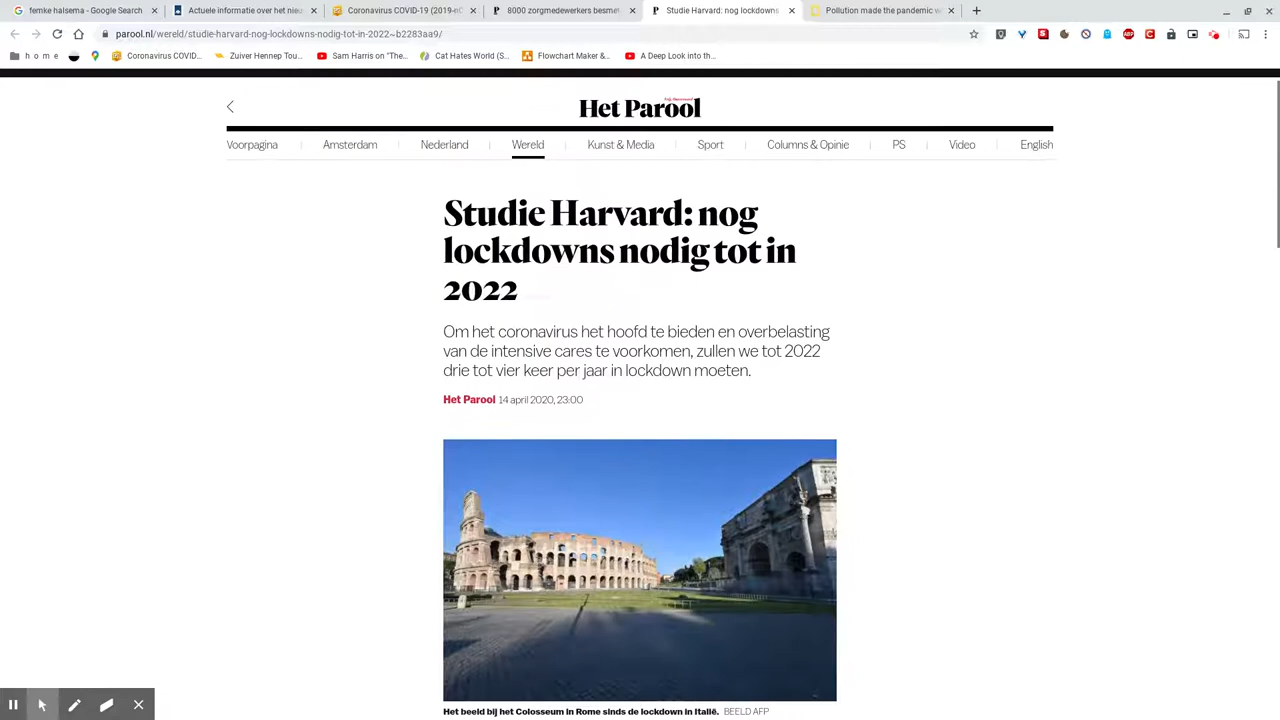 femke halsema - Google Search
Actuele informatie over het nieu
Coronavirus COVID-19 (2019-nC
8000 zorgmedewerkers besmet
Studie Harvard: nog lockdowns
Pollution made the pandemic w
parool.nl/wereld/studie-harvard-nog-lockdowns-nodig-tot-in-2022~b2283aa9/
h o m e
Coronavirus COVID...
Zuiver Hennep Tou...
Sam Harris on "The...
Cat Hates World (S...
Flowchart Maker &...
A Deep Look into th...
Het Parool
Voorpagina
Amsterdam
Nederland
Wereld
Kunst & Media
Sport
Columns & Opinie
PS
Video
English
Studie Harvard: nog
lockdowns nodig tot in
2022
Om het coronavirus het hoofd te bieden en overbelasting
van de intensive cares te voorkomen, zullen we tot 2022
drie tot vier keer per jaar in lockdown moeten.
Het Parool 14 april 2020, 23:00
Het beeld bij het Colosseum in Rome sinds de lockdown in Italië. BEELD AFP